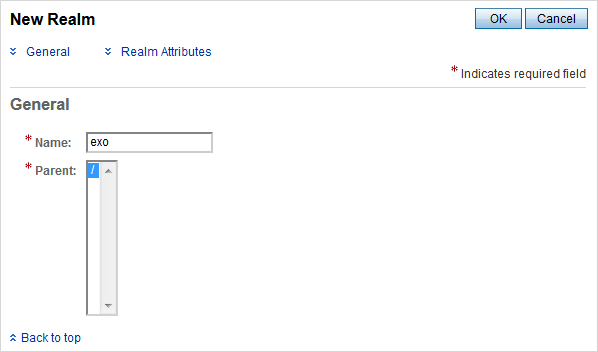 New Realm
OK Cancel
General Realm Attributes
* Indicates required field
General
* Name: exo
* Parent: /
Back to top